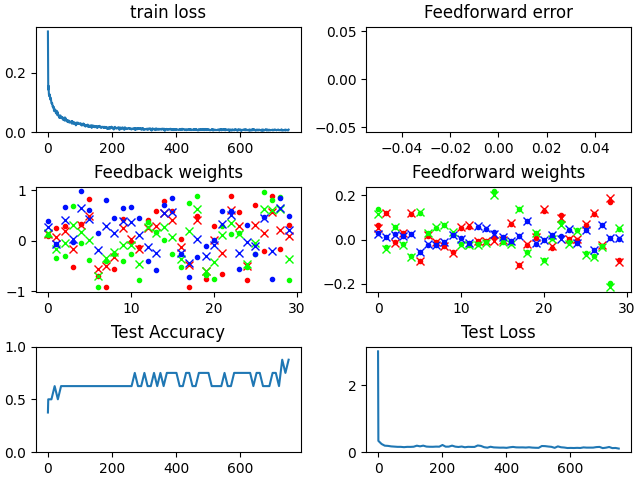 train loss
0.2
0.0
0 200 400 600
Feedforward error
0.05
0.00
−0.05
−0.04 −0.02 0.00 0.02 0.04
Feedback weights
1
0
−1
0 10 20 30
Feedforward weights
0.2
0.0
−0.2
0 10 20 30
Test Accuracy
1.0
0.5
0.0
0 200 400 600
Test Loss
2
0
0 200 400 600